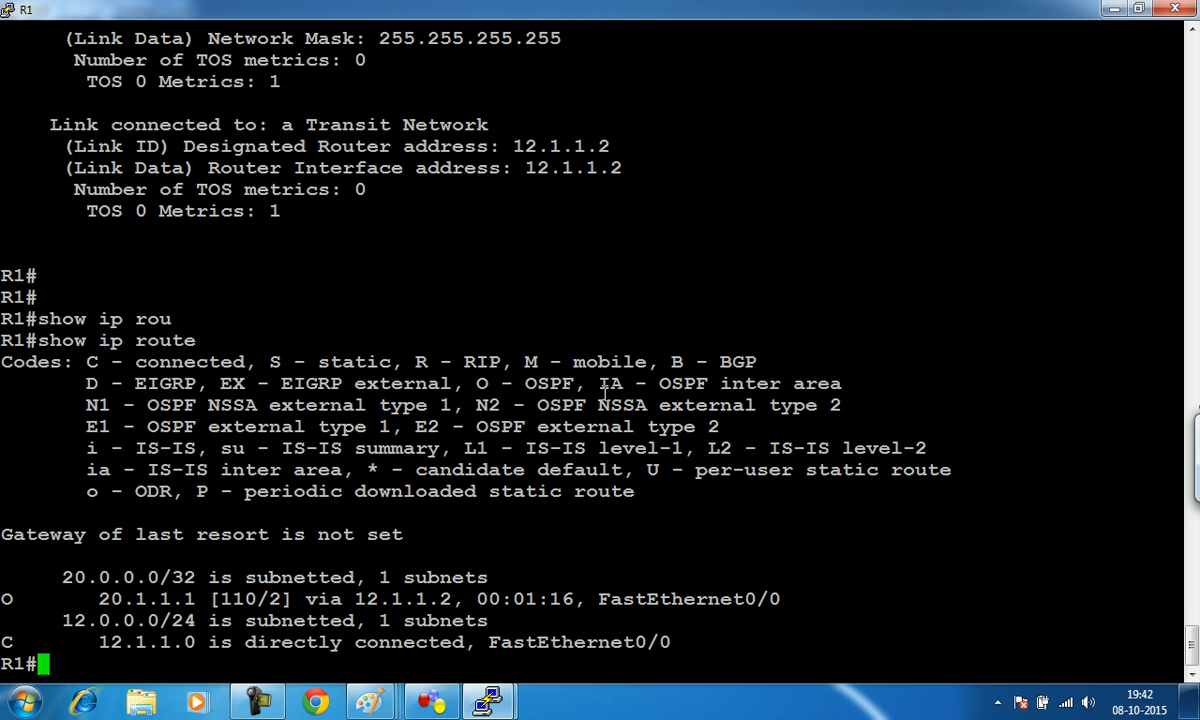 R1
(Link Data) Network Mask: 255.255.255.255
Number of TOS metrics: 0
TOS 0 Metrics: 1
Link connected to: a Transit Network
(Link ID) Designated Router address: 12.1.1.2
(Link Data) Router Interface address: 12.1.1.2
Number of TOS metrics: 0
TOS 0 Metrics: 1
R1#
R1#
R1#show ip rou
R1#show ip route
Codes: C - connected, S - static, R - RIP, M - mobile, B - BGP
D - EIGRP, EX - EIGRP external, O - OSPF, IA - OSPF inter area
N1 - OSPF NSSA external type 1, N2 - OSPF NSSA external type 2
E1 - OSPF external type 1, E2 - OSPF external type 2
i - IS-IS, su - IS-IS summary, L1 - IS-IS level-1, L2 - IS-IS level-2
ia - IS-IS inter area, * - candidate default, U - per-user static route
o - ODR, P - periodic downloaded static route
Gateway of last resort is not set
20.0.0.0/32 is subnetted, 1 subnets
O 20.1.1.1 [110/2] via 12.1.1.2, 00:01:16, FastEthernet0/0
12.0.0.0/24 is subnetted, 1 subnets
C 12.1.1.0 is directly connected, FastEthernet0/0
R1#
19:42
08-10-2015